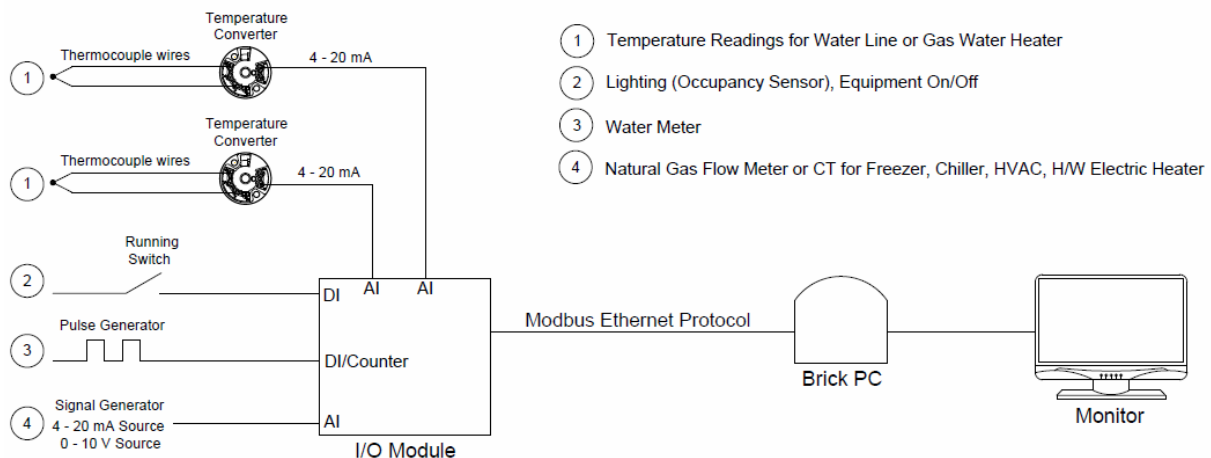 Temperature
Converter
Thermocouple wires
4 - 20 mA
1
Temperature
Converter
Thermocouple wires
4 - 20 mA
1
Running
Switch
2
DI
AI
AI
Pulse Generator
3
DI/Counter
Signal Generator
4
4 - 20 mA Source
0 - 10 V Source
AI
I/O Module
Modbus Ethernet Protocol
Brick PC
Monitor
1 Temperature Readings for Water Line or Gas Water Heater
2 Lighting (Occupancy Sensor), Equipment On/Off
3 Water Meter
4 Natural Gas Flow Meter or CT for Freezer, Chiller, HVAC, H/W Electric Heater